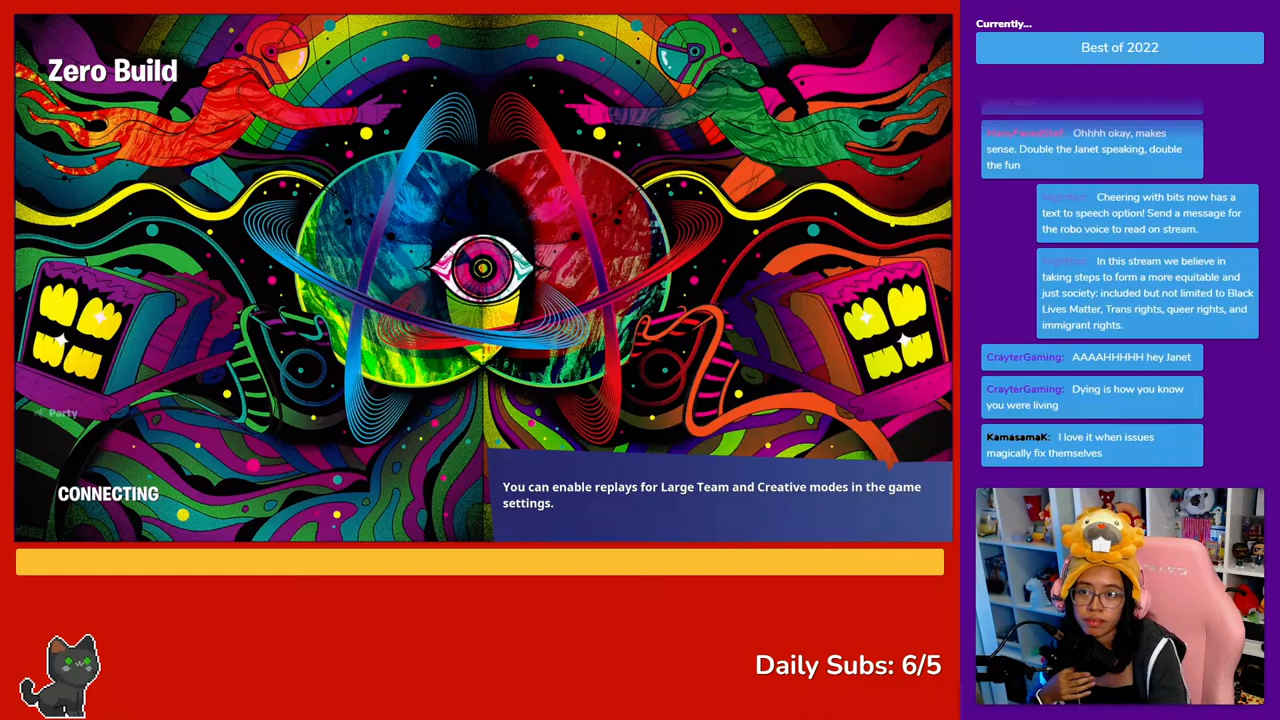 Zero Build
Party
CONNECTING
You can enable replays for Large Team and Creative modes in the game
settings.
Daily Subs: 6/5
Currently...
Best of 2022
Ohhhh okay, makes
sense. Double the Janet speaking, double
the fun
Nightbot: Cheering with bits now has a
text to speech option! Send a message for
the robo voice to read on stream.
Nightbot: In this stream we believe in
taking steps to form a more equitable and
just society: included but not limited to Black
Lives Matter, Trans rights, queer rights, and
immigrant rights.
CrayterGaming: AAAAHHHHH hey Janet
CrayterGaming: Dying is how you know
you were living
KamasamaK: I love it when issues
magically fix themselves